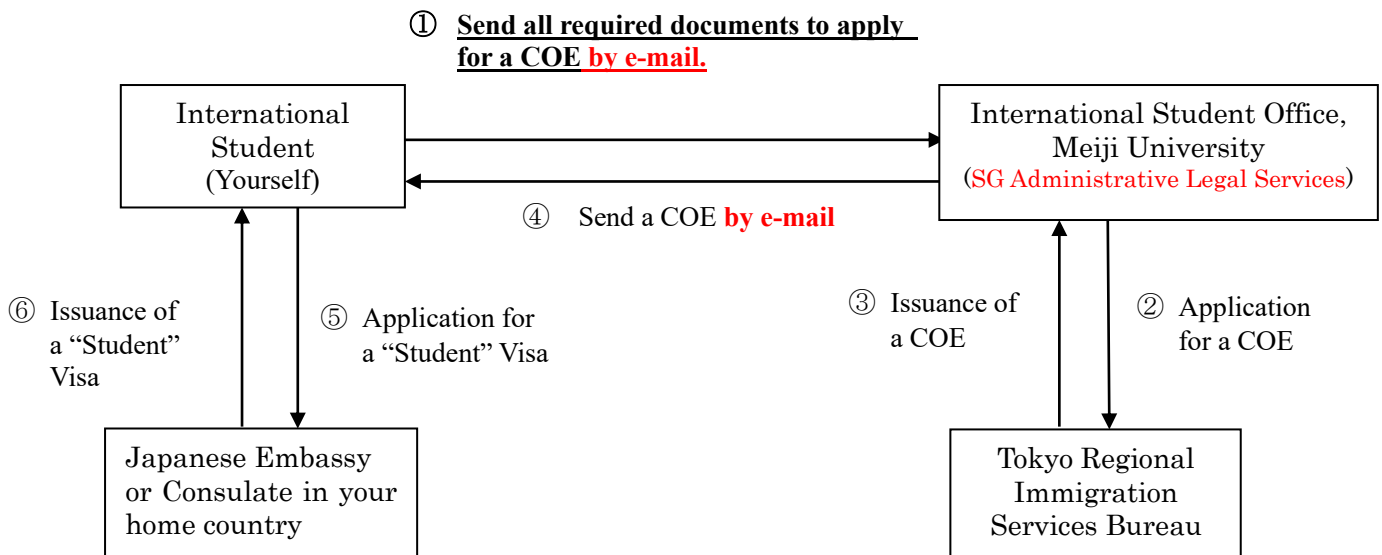 ① Send all required documents to apply
for a COE by e-mail.
International
Student
(Yourself)
International Student Office,
Meiji University
(SG Administrative Legal Services)
④ Send a COE by e-mail
⑥ Issuance of
a “Student”
Visa
⑤ Application for
a “Student” Visa
③ Issuance of
a COE
② Application
for a COE
Japanese Embassy
or Consulate in your
home country
Tokyo Regional
Immigration
Services Bureau